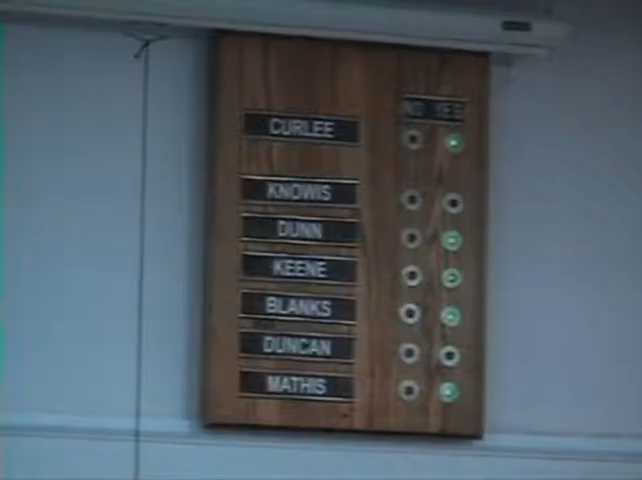 NO YES
CURLEE
KNOWIS
DUNN
KEENE
BLANKS
DUNCAN
MATHIS